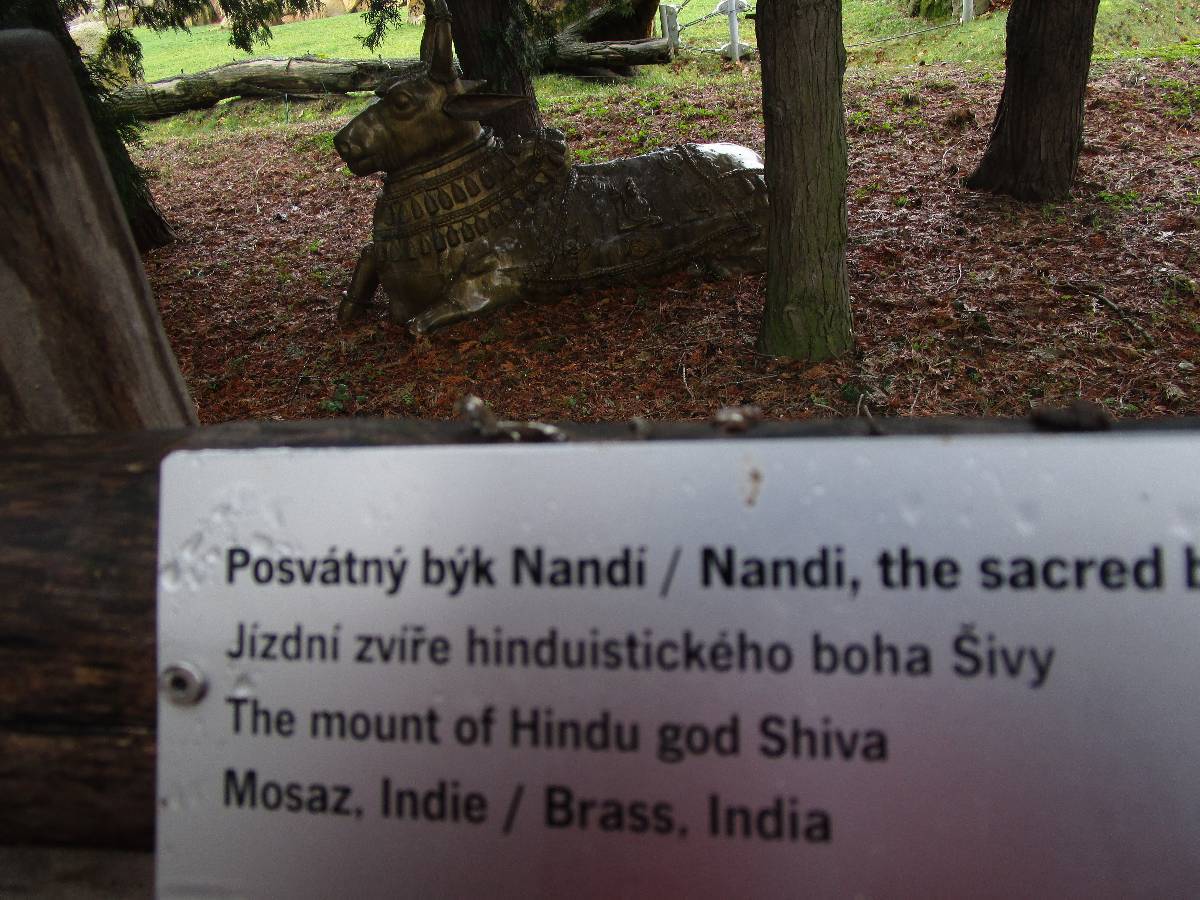 Posvátný býk Nandí / Nandi, the sacred
Jízdní zvíře hinduistického boha Šivy
The mount of Hindu god Shiva
Mosaz, Indie / Brass, India